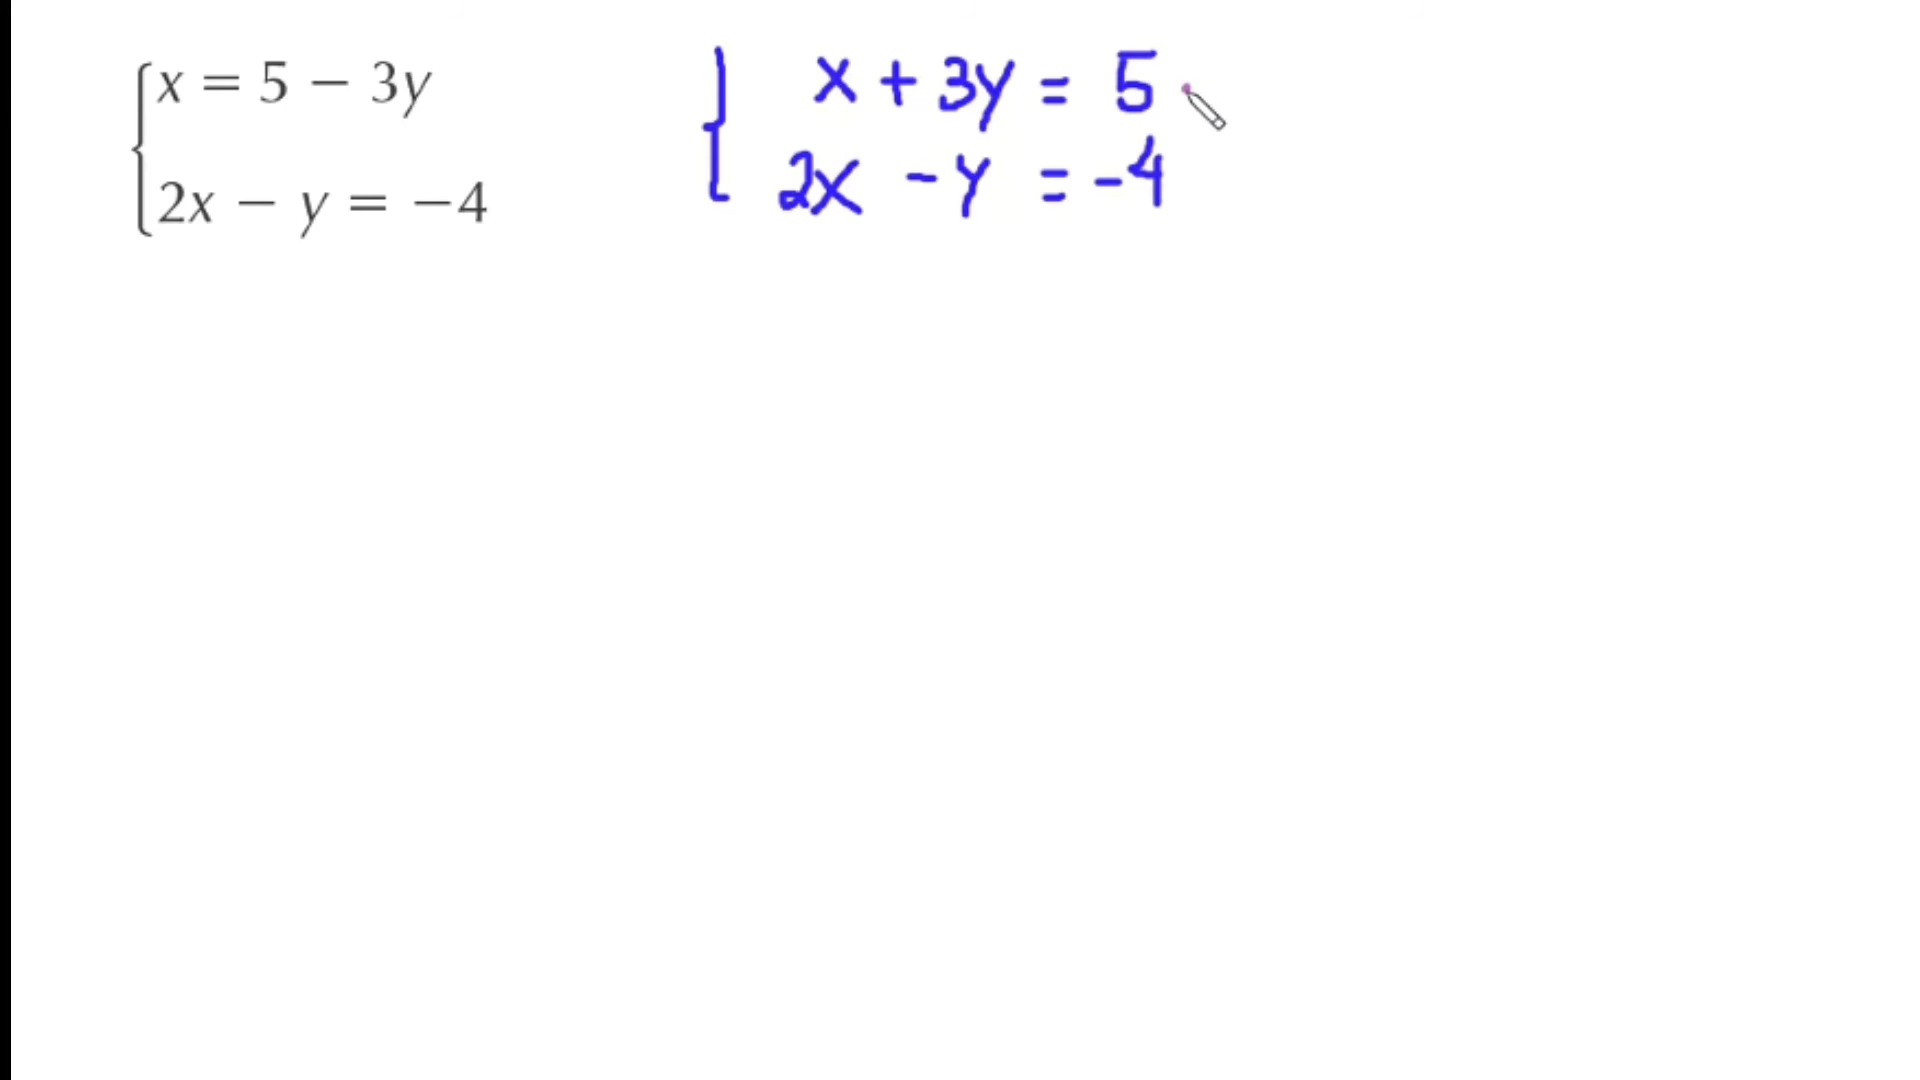 x = 5 − 3y
2x − y = −4
x + 3y = 5
2x - y = -4